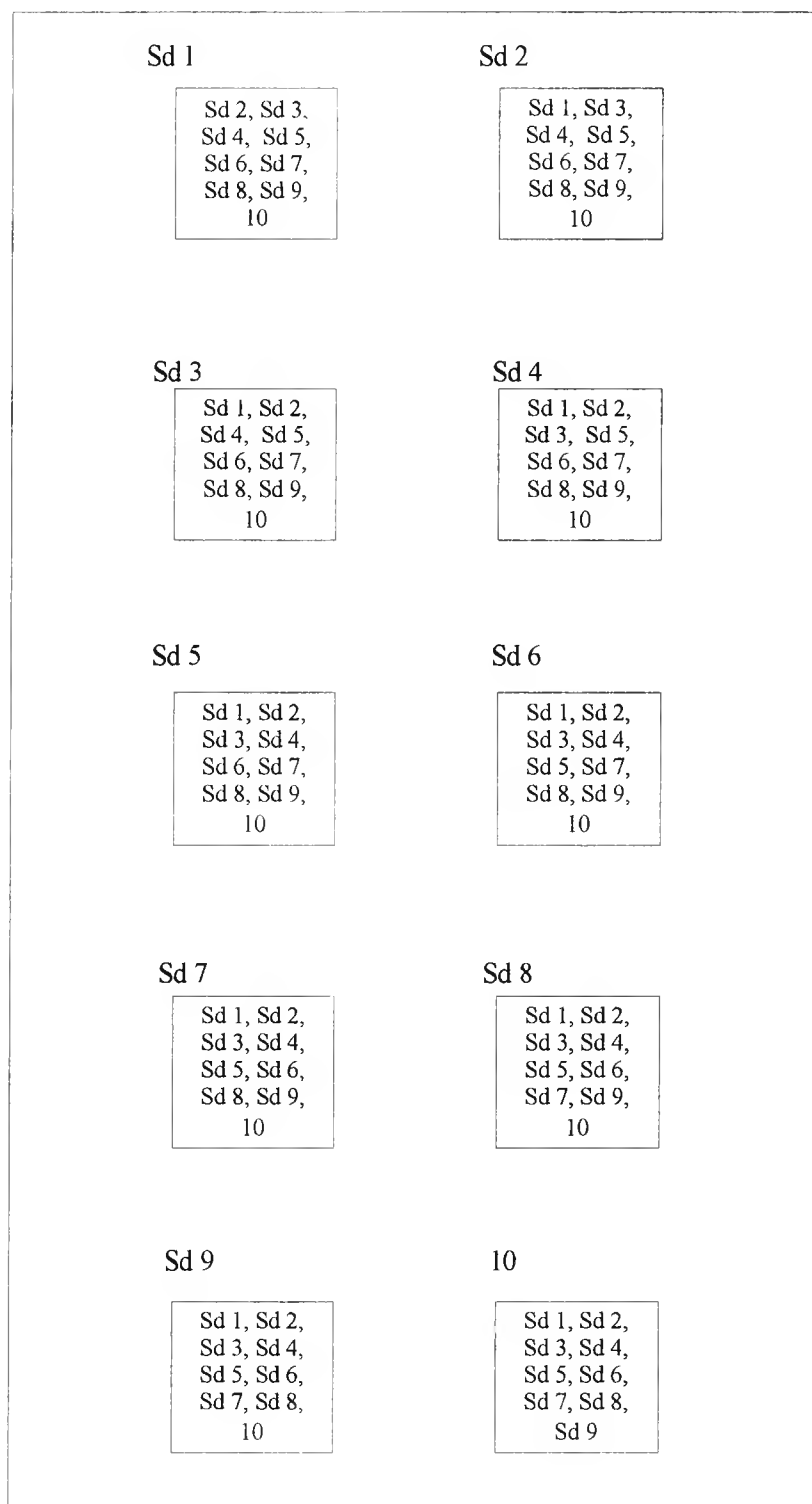 Sd 1
Sd 2, Sd 3,
Sd 4, Sd 5,
Sd 6, Sd 7,
Sd 8, Sd 9,
10
Sd 2
Sd 1, Sd 3,
Sd 4, Sd 5,
Sd 6, Sd 7,
Sd 8, Sd 9,
10
Sd 3
Sd 1, Sd 2,
Sd 4, Sd 5,
Sd 6, Sd 7,
Sd 8, Sd 9,
10
Sd 4
Sd 1, Sd 2,
Sd 3, Sd 5,
Sd 6, Sd 7,
Sd 8, Sd 9,
10
Sd 5
Sd 1, Sd 2,
Sd 3, Sd 4,
Sd 6, Sd 7,
Sd 8, Sd 9,
10
Sd 6
Sd 1, Sd 2,
Sd 3, Sd 4,
Sd 5, Sd 7,
Sd 8, Sd 9,
10
Sd 7
Sd 1, Sd 2,
Sd 3, Sd 4,
Sd 5, Sd 6,
Sd 8, Sd 9,
10
Sd 8
Sd 1, Sd 2,
Sd 3, Sd 4,
Sd 5, Sd 6,
Sd 7, Sd 9,
10
Sd 9
Sd 1, Sd 2,
Sd 3, Sd 4,
Sd 5, Sd 6,
Sd 7, Sd 8,
10
10
Sd 1, Sd 2,
Sd 3, Sd 4,
Sd 5, Sd 6,
Sd 7, Sd 8,
Sd 9